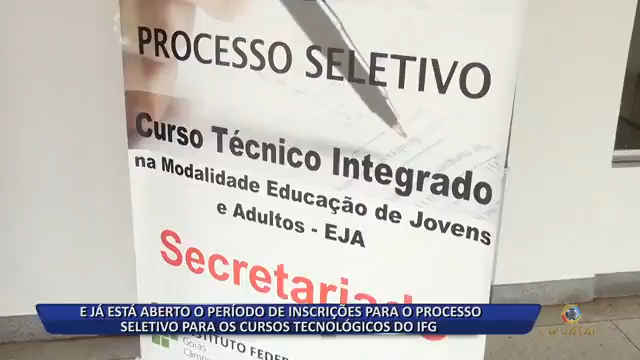 PROCESSO SELETIVO
Curso Técnico Integrado
na Modalidade Educação de Jovens
e Adultos - EJA
E JÁ ESTÁ ABERTO O PERÍODO DE INSCRIÇÕES PARA O PROCESSO
SELETIVO PARA OS CURSOS TECNOLÓGICOS DO IFG
Goiás